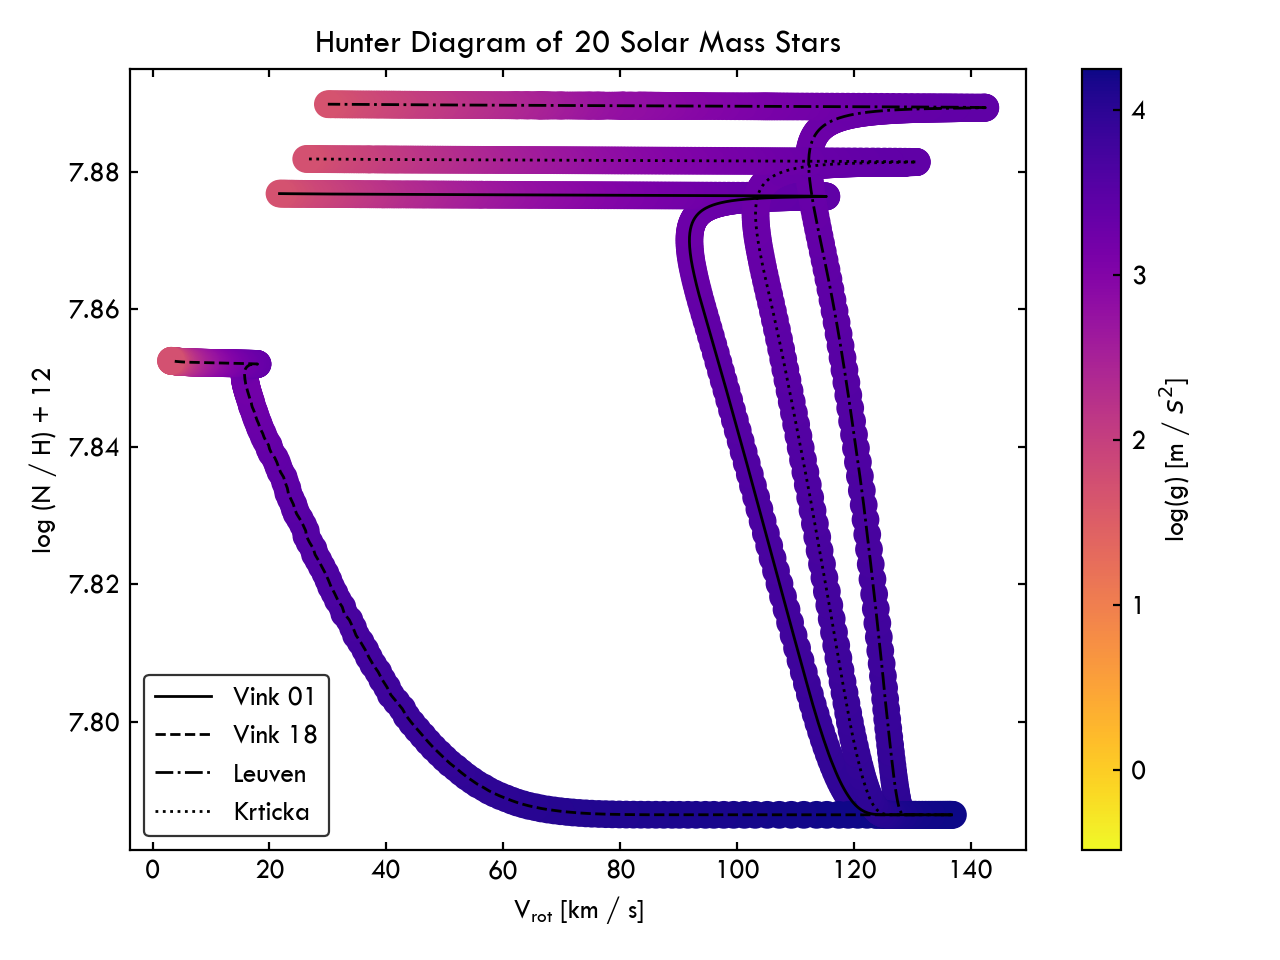 Hunter Diagram of 20 Solar Mass Stars
log (N / H) + 12
7.88
7.86
7.84
7.82
7.80
Vink 01
Vink 18
Leuven
Krticka
0
20
40
60
80
100
120
140
V_rot [km / s]
4
3
2
1
0
log(g) [m / s²]